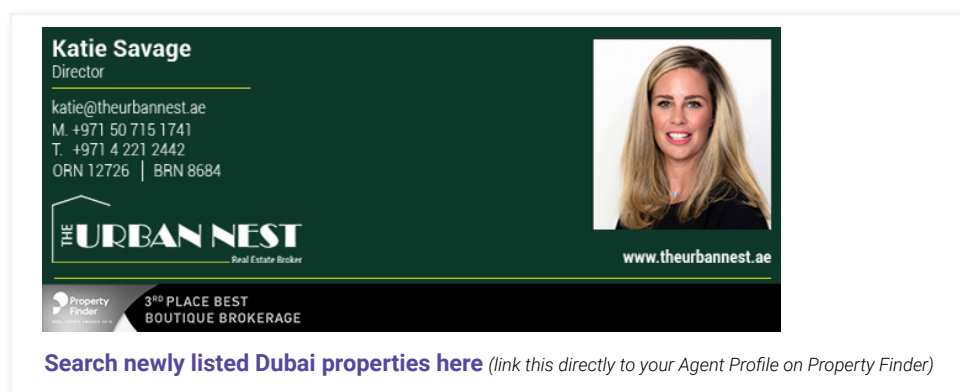 Katie Savage
Director
katie@theurbannest.ae
M. +971 50 715 1741
T. +971 4 221 2442
ORN 12726 | BRN 8684
THE URBAN NEST
Real Estate Broker
www.theurbannest.ae
Property
Finder
3RD PLACE BEST
BOUTIQUE BROKERAGE
Search newly listed Dubai properties here (link this directly to your Agent Profile on Property Finder)